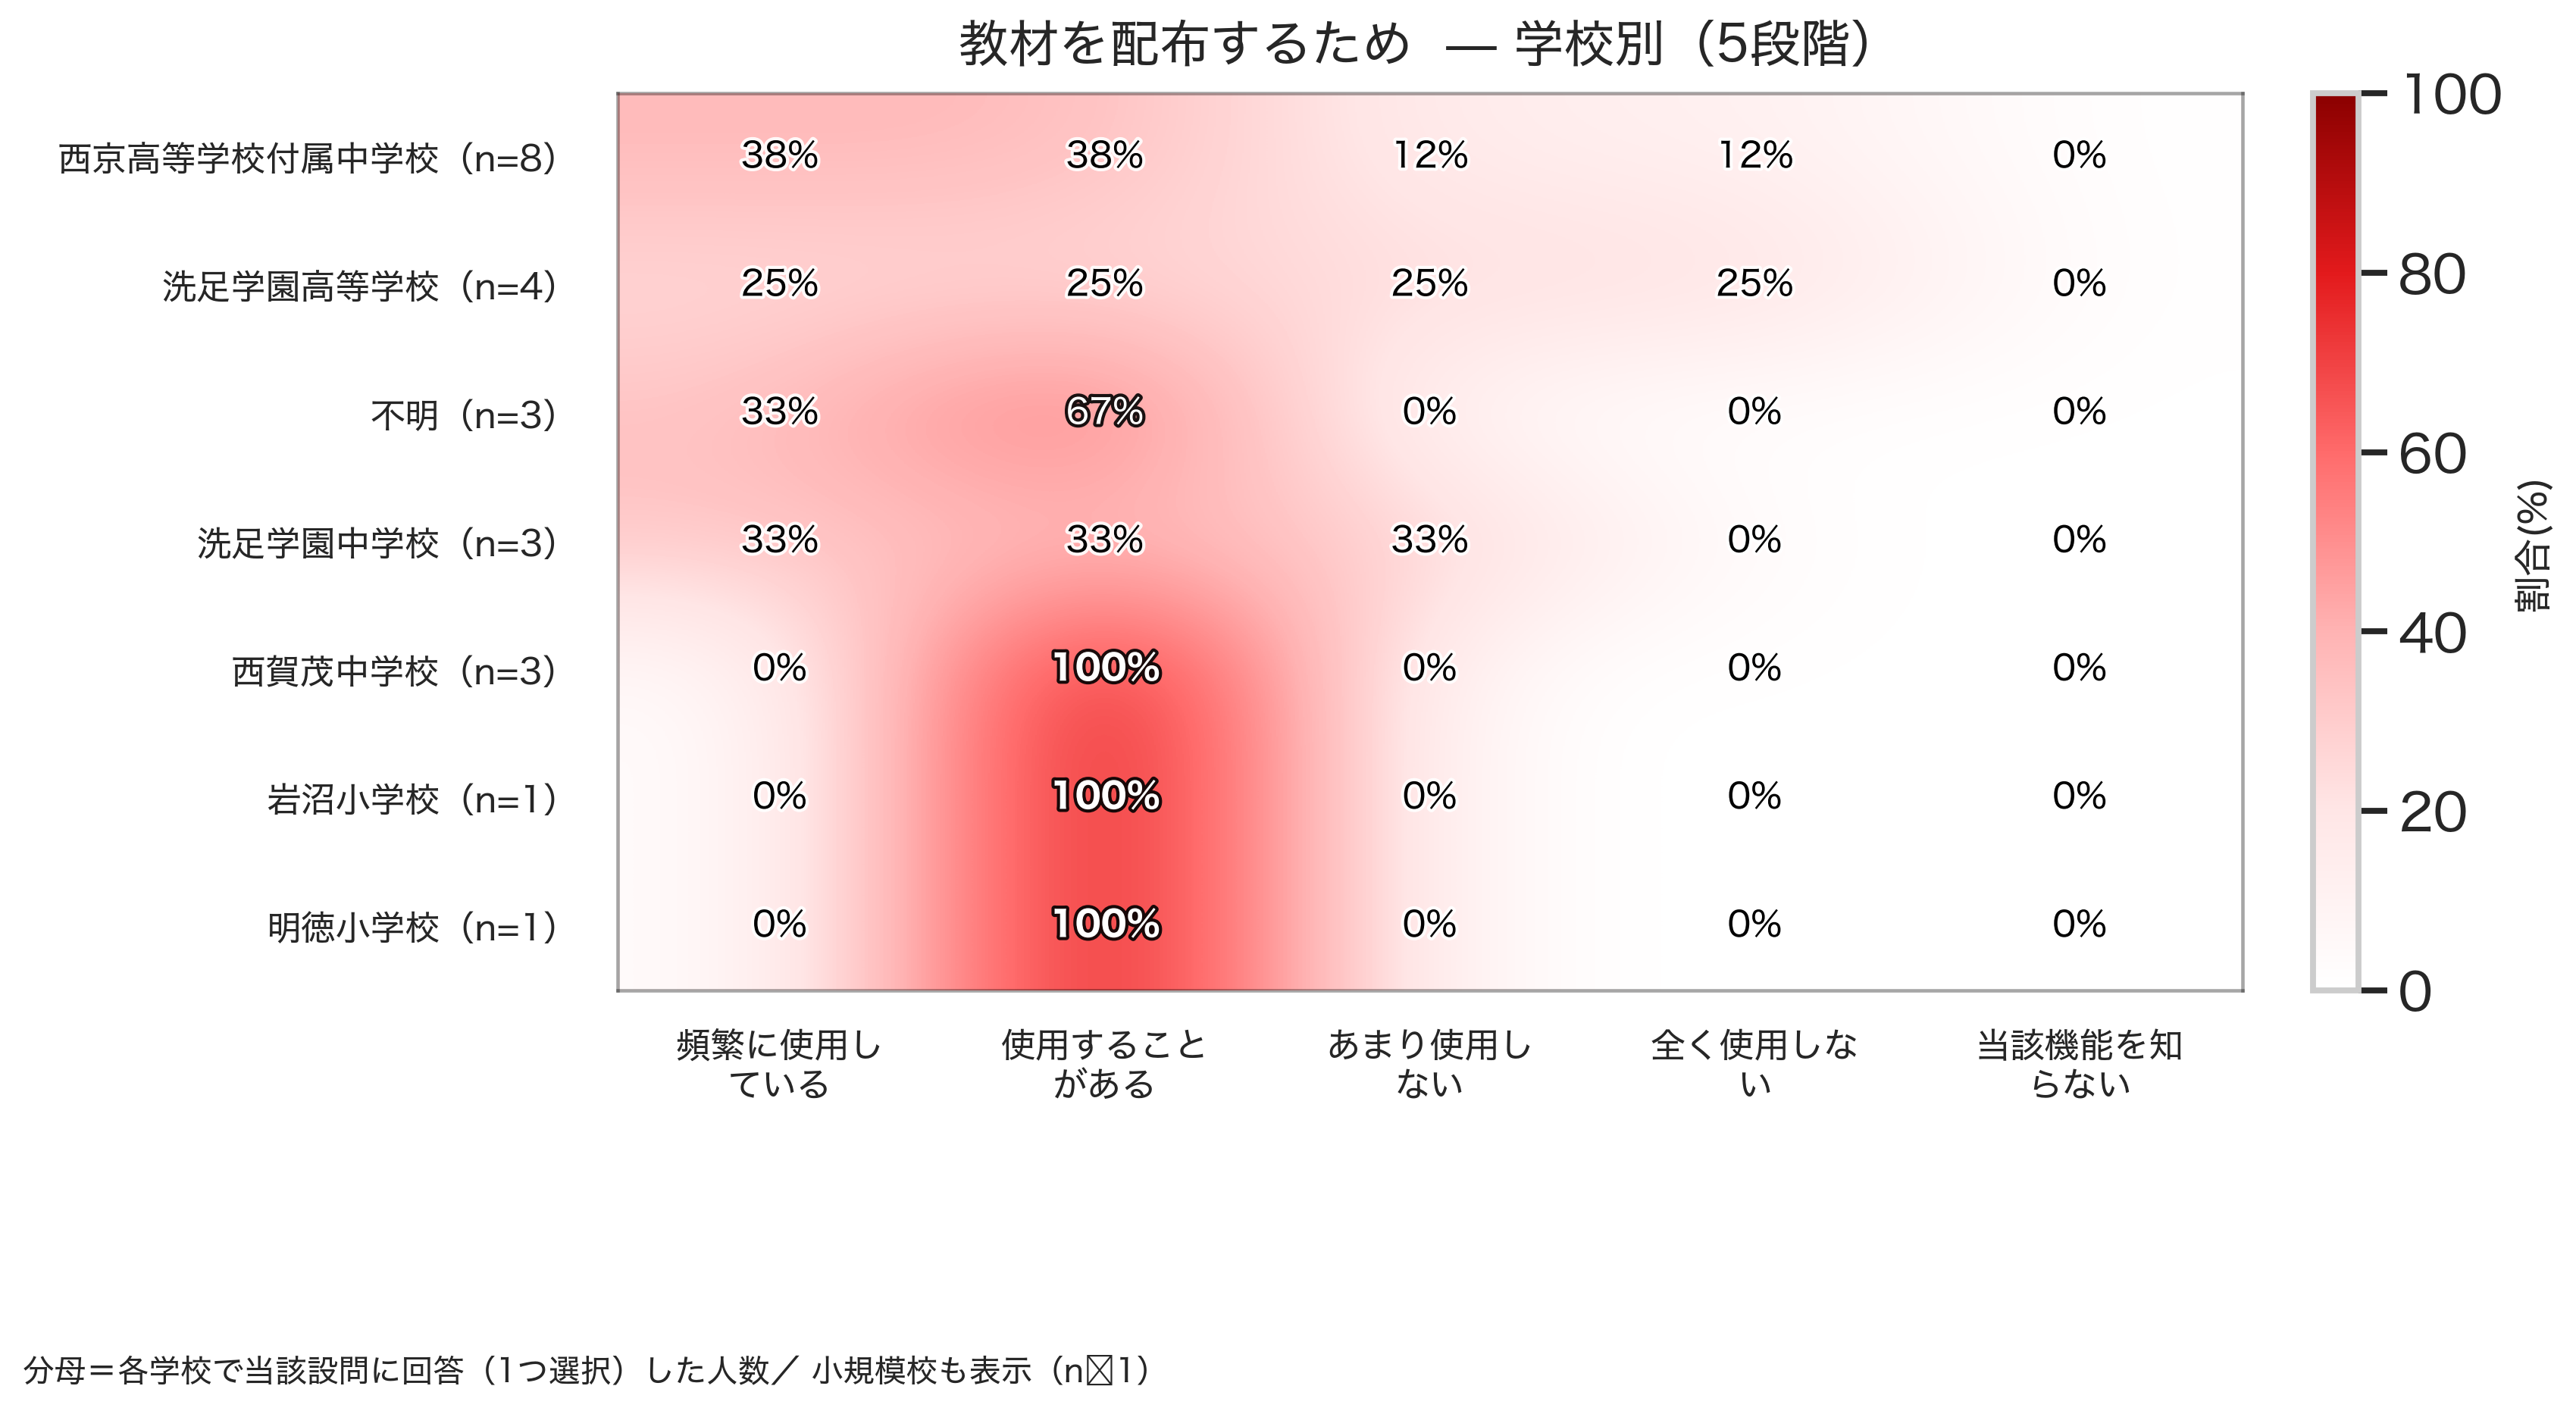 教材を配布するため — 学校別（5段階）
西京高等学校付属中学校（n=8） 38% 38% 12% 12% 0%
洗足学園高等学校（n=4） 25% 25% 25% 25% 0%
不明（n=3） 33% 67% 0% 0% 0%
洗足学園中学校（n=3） 33% 33% 33% 0% 0%
西賀茂中学校（n=3） 0% 100% 0% 0% 0%
岩沼小学校（n=1） 0% 100% 0% 0% 0%
明徳小学校（n=1） 0% 100% 0% 0% 0%
頻繁に使用し
ている
使用すること
がある
あまり使用し
ない
全く使用しな
い
当該機能を知
らない
100
80
60
40
20
0
割合(%)
分母＝各学校で当該設問に回答（1つ選択）した人数／ 小規模校も表示（n□1）